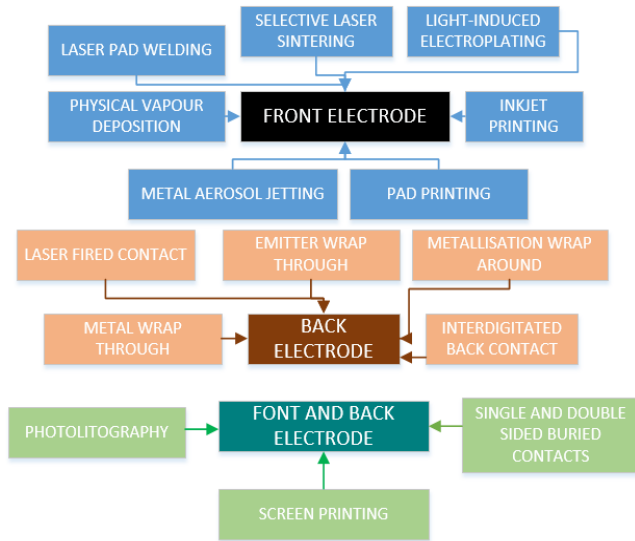 SELECTIVE LASER
SINTERING
LIGHT-INDUCED
ELECTROPLATING
LASER PAD WELDING
PHYSICAL VAPOUR
DEPOSITION
FRONT ELECTRODE
INKJET
PRINTING
METAL AEROSOL JETTING
PAD PRINTING
LASER FIRED CONTACT
EMITTER WRAP
THROUGH
METALLISATION WRAP
AROUND
METAL WRAP
THROUGH
BACK
ELECTRODE
INTERDIGITATED
BACK CONTACT
PHOTOLITOGRAPHY
FONT AND BACK
ELECTRODE
SINGLE AND DOUBLE
SIDED BURIED
CONTACTS
SCREEN PRINTING